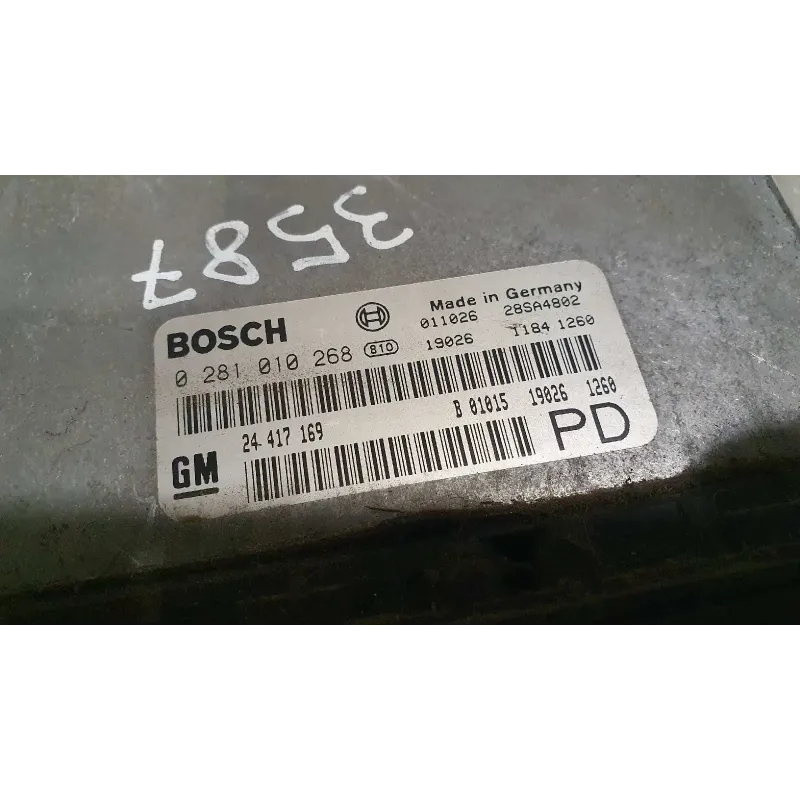 3587
Made in Germany
BOSCH 011026 28SA4802
0 281 010 268 810 19026 1184 1260
B 01015 19026 1260
24 417 169
GM PD